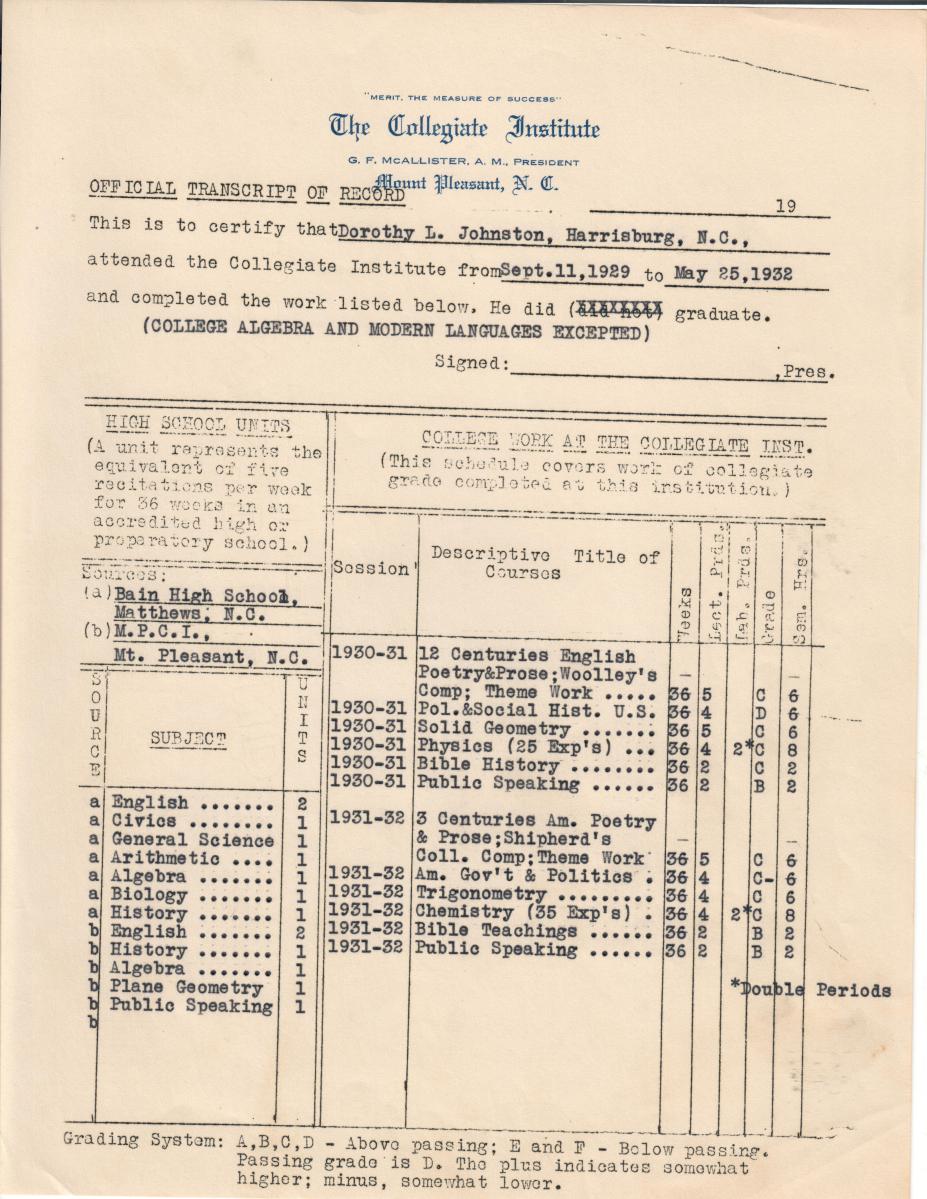 "MERIT, THE MEASURE OF SUCCESS"
The Collegiate Institute
G. F. McALLISTER, A. M., PRESIDENT
Mount Pleasant, N. C.
OFFICIAL TRANSCRIPT OF RECORD
19
This is to certify that Dorothy L. Johnston, Harrisburg, N.C.,
attended the Collegiate Institute from Sept.11,1929 to May 25,1932
and completed the work listed below. He did (did not) graduate.
(COLLEGE ALGEBRA AND MODERN LANGUAGES EXCEPTED)
Signed: ,Pres.
HIGH SCHOOL UNITS
(A unit represents the
equivalent of five
recitations per week
for 36 weeks in an
accredited high or
preparatory school.)
Sources:
(a) Bain High School,
Matthews, N.C.
(b) M.P.C.I.,
Mt. Pleasant, N.C.
SOURCE SUBJECT UNITS
a English ....... 2
a Civics ........ 1
a General Science 1
a Arithmetic .... 1
a Algebra ....... 1
a Biology ....... 1
a History ....... 1
b English ....... 2
b History ....... 1
b Algebra ....... 1
b Plane Geometry 1
b Public Speaking 1
b
COLLEGE WORK AT THE COLLEGIATE INST.
(This schedule covers work of collegiate
grade completed at this institution.)
Session Descriptive Title of Courses Weeks Lect. Prds. Lab. Prds. Grade Sem. Hrs.
1930-31 12 Centuries English
Poetry&Prose;Woolley's – –
Comp; Theme Work ..... 36 5 C 6
1930-31 Pol.&Social Hist. U.S. 36 4 D 6
1930-31 Solid Geometry ....... 36 5 C 6
1930-31 Physics (25 Exp's) ... 36 4 2* C 8
1930-31 Bible History ........ 36 2 C 2
1930-31 Public Speaking ...... 36 2 B 2
1931-32 3 Centuries Am. Poetry
& Prose;Shipherd's – –
Coll. Comp;Theme Work 36 5 C 6
1931-32 Am. Gov't & Politics . 36 4 C- 6
1931-32 Trigonometry ......... 36 4 C 6
1931-32 Chemistry (35 Exp's) . 36 4 2* C 8
1931-32 Bible Teachings ...... 36 2 B 2
1931-32 Public Speaking ...... 36 2 B 2
*Double Periods
Grading System: A,B,C,D - Above passing; E and F - Below passing.
Passing grade is D. The plus indicates somewhat
higher; minus, somewhat lower.